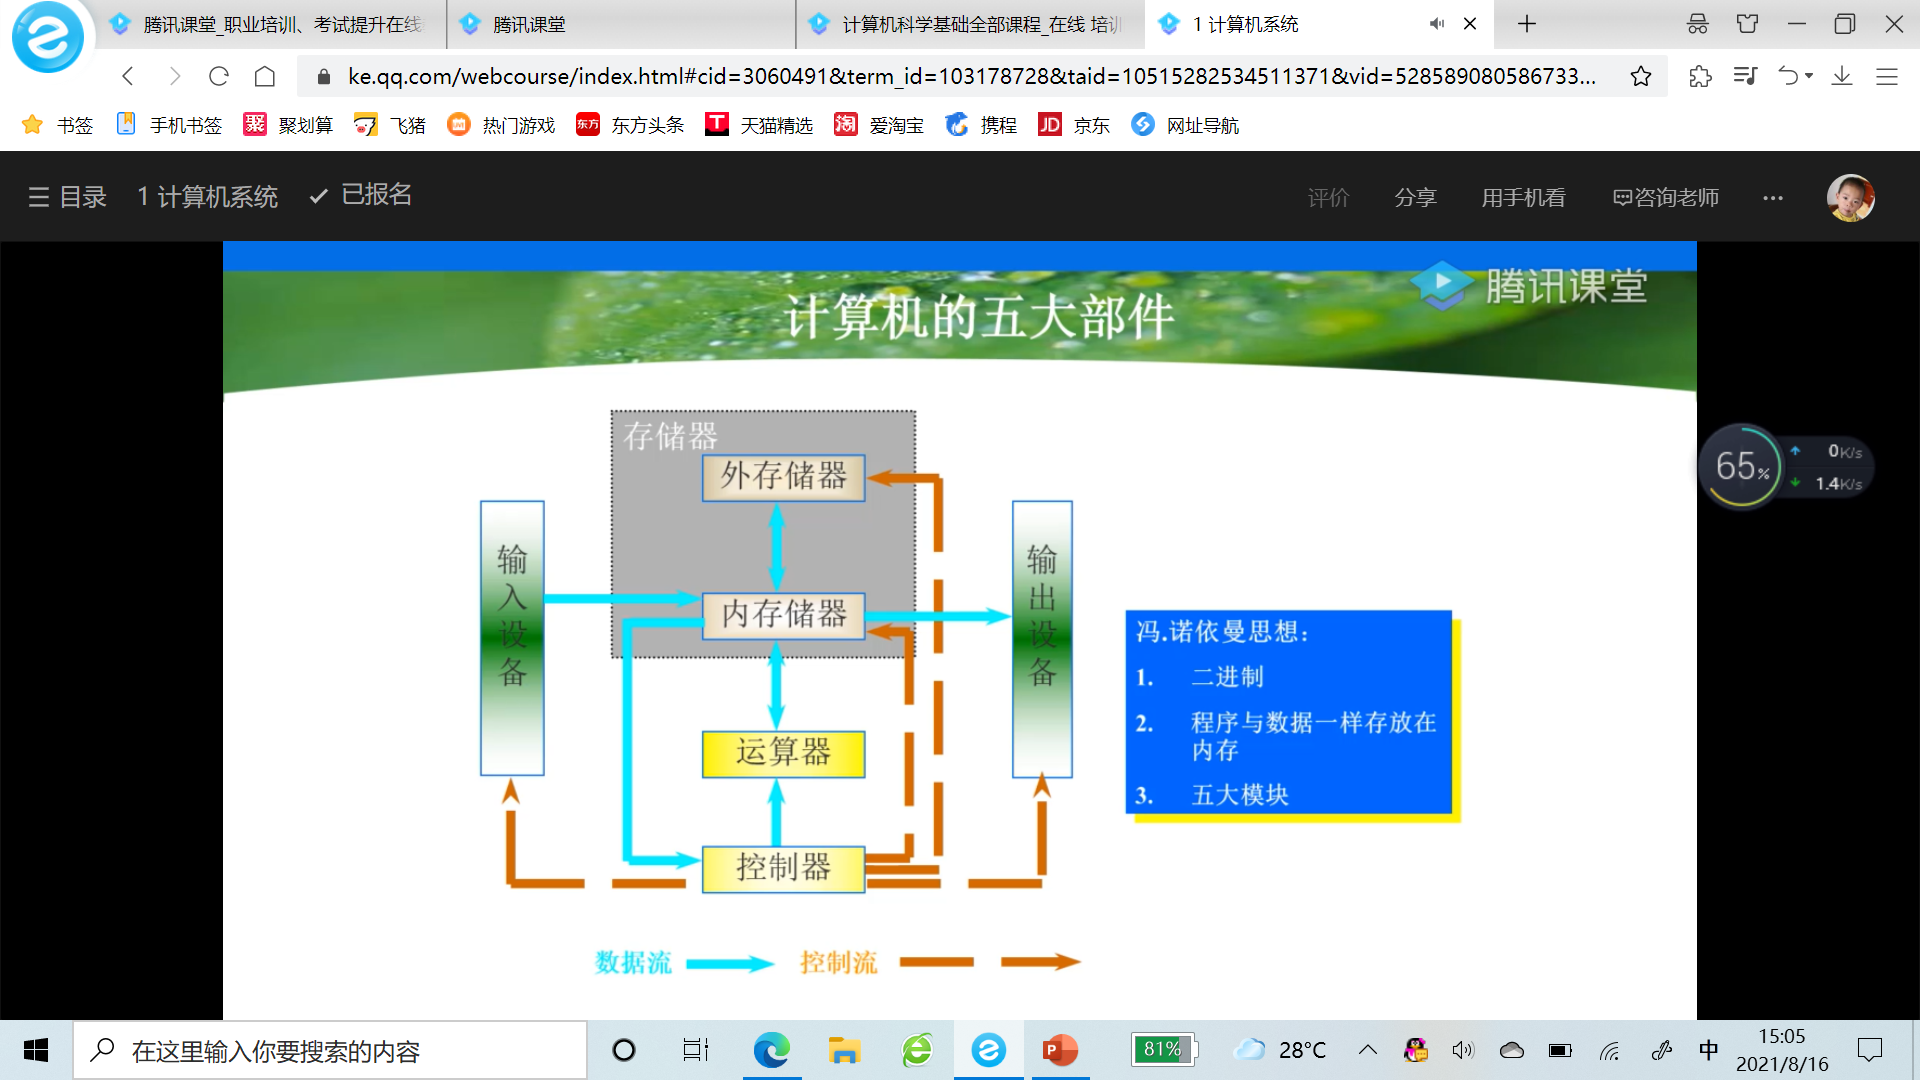 腾讯课堂_职业培训、考试提升在线
腾讯课堂
计算机科学基础全部课程_在线 培训
1 计算机系统
ke.qq.com/webcourse/index.html#cid=3060491&term_id=103178728&taid=10515282534511371&vid=528589080586733...
书签
手机书签
聚 聚划算
飞猪
热门游戏
东方 东方头条
T 天猫精选
淘 爱淘宝
携程
JD 京东
网址导航
目录
1 计算机系统
已报名
评价
分享
用手机看
咨询老师
腾讯课堂
计算机的五大部件
存储器
外存储器
输入设备
内存储器
输出设备
运算器
控制器
冯.诺依曼思想：
1. 二进制
2. 程序与数据一样存放在
内存
3. 五大模块
数据流
控制流
65%
0K/s
1.4K/s
在这里输入你要搜索的内容
81%
28°C
中
15:05
2021/8/16